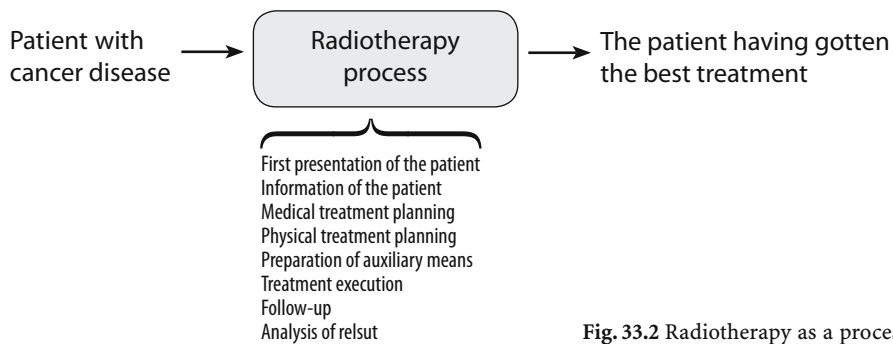 Patient with
cancer disease
Radiotherapy
process
The patient having gotten
the best treatment
First presentation of the patient
Information of the patient
Medical treatment planning
Physical treatment planning
Preparation of auxiliary means
Treatment execution
Follow-up
Analysis of relsut
Fig. 33.2 Radiotherapy as a